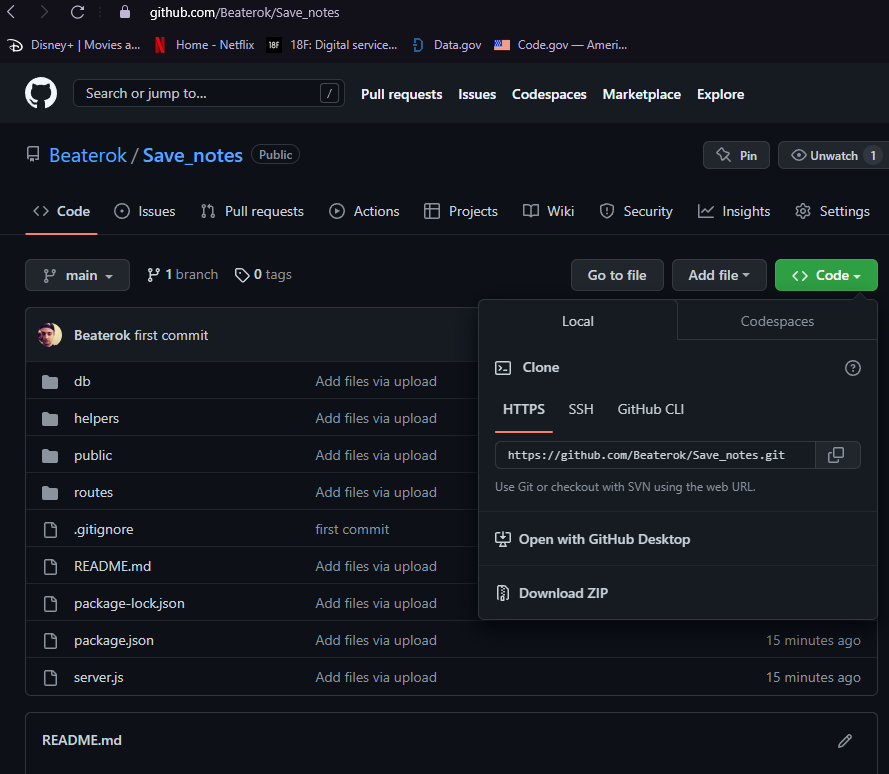 github.com/Beaterok/Save_notes
Disney+ | Movies a... Home - Netflix 18F 18F: Digital service... Data.gov Code.gov — Ameri...
Search or jump to... / Pull requests Issues Codespaces Marketplace Explore
Beaterok / Save_notes Public Pin Unwatch 1
Code Issues Pull requests Actions Projects Wiki Security Insights Settings
main 1 branch 0 tags Go to file Add file Code
Local Codespaces
Beaterok first commit
Clone
db Add files via upload
HTTPS SSH GitHub CLI
helpers Add files via upload
public Add files via upload
https://github.com/Beaterok/Save_notes.git
Use Git or checkout with SVN using the web URL.
routes Add files via upload
.gitignore first commit
Open with GitHub Desktop
README.md Add files via upload
Download ZIP
package-lock.json Add files via upload
package.json Add files via upload 15 minutes ago
server.js Add files via upload 15 minutes ago
README.md